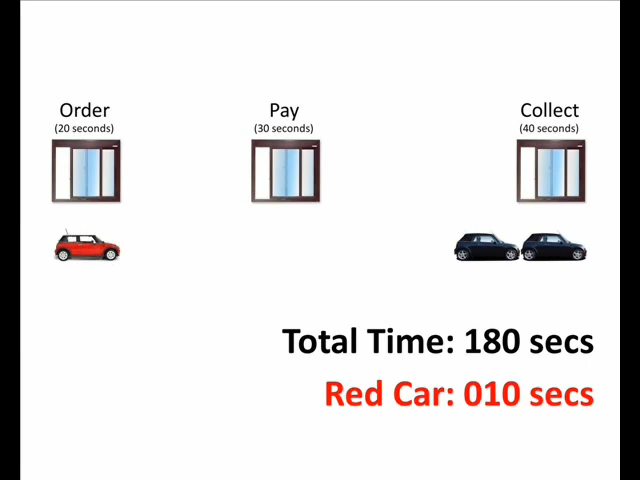 Order
(20 seconds)
Pay
(30 seconds)
Collect
(40 seconds)
Total Time: 180 secs
Red Car: 010 secs